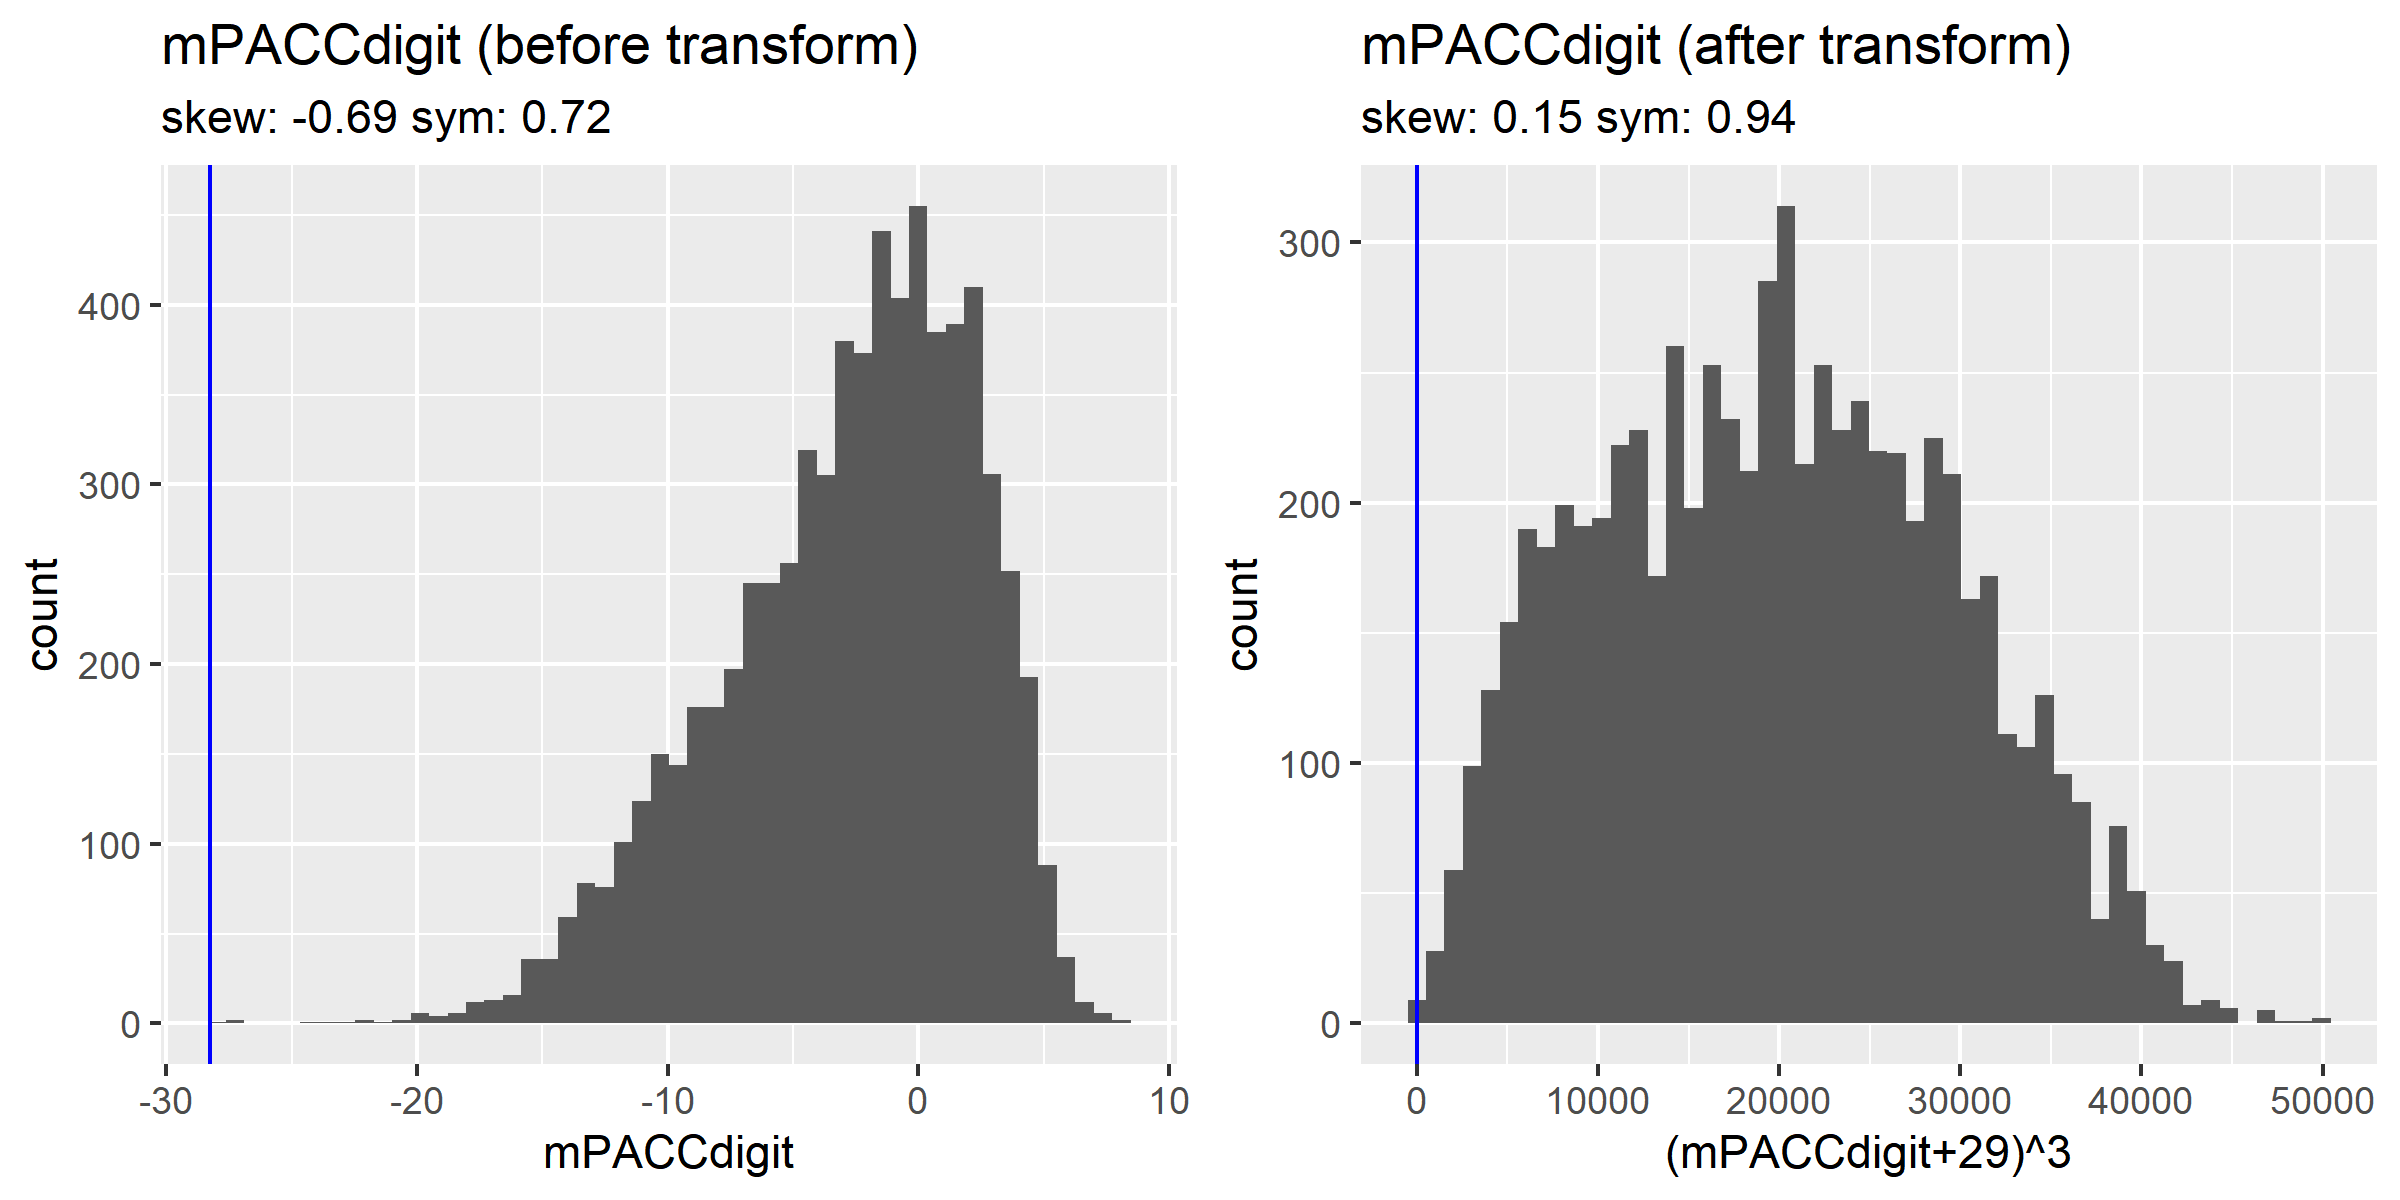 mPACCdigit (before transform)
skew: -0.69 sym: 0.72
count
400
300
200
100
0
-30 -20 -10 0 10
mPACCdigit
mPACCdigit (after transform)
skew: 0.15 sym: 0.94
count
300
200
100
0
0 10000 20000 30000 40000 50000
(mPACCdigit+29)^3